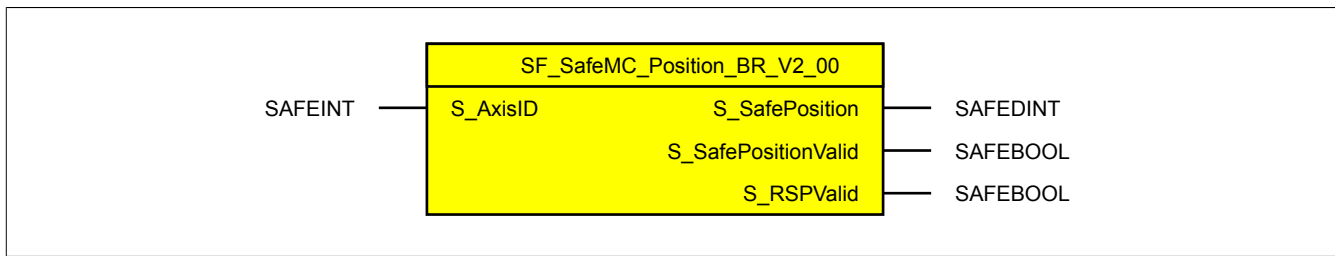 SF_SafeMC_Position_BR_V2_00
SAFEINT S_AxisID S_SafePosition SAFEDINT
S_SafePositionValid SAFEBOOL
S_RSPValid SAFEBOOL